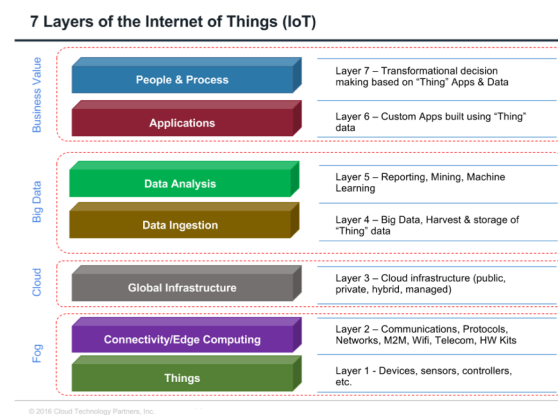 7 Layers of the Internet of Things (IoT)
Business Value
People & Process
Layer 7 – Transformational decision
making based on “Thing” Apps & Data
Applications
Layer 6 – Custom Apps built using “Thing”
data
Big Data
Data Analysis
Layer 5 – Reporting, Mining, Machine
Learning
Data Ingestion
Layer 4 – Big Data, Harvest & storage of
“Thing” data
Cloud
Global Infrastructure
Layer 3 – Cloud infrastructure (public,
private, hybrid, managed)
Fog
Connectivity/Edge Computing
Layer 2 – Communications, Protocols,
Networks, M2M, Wifi, Telecom, HW Kits
Things
Layer 1 - Devices, sensors, controllers,
etc.
© 2016 Cloud Technology Partners, Inc.